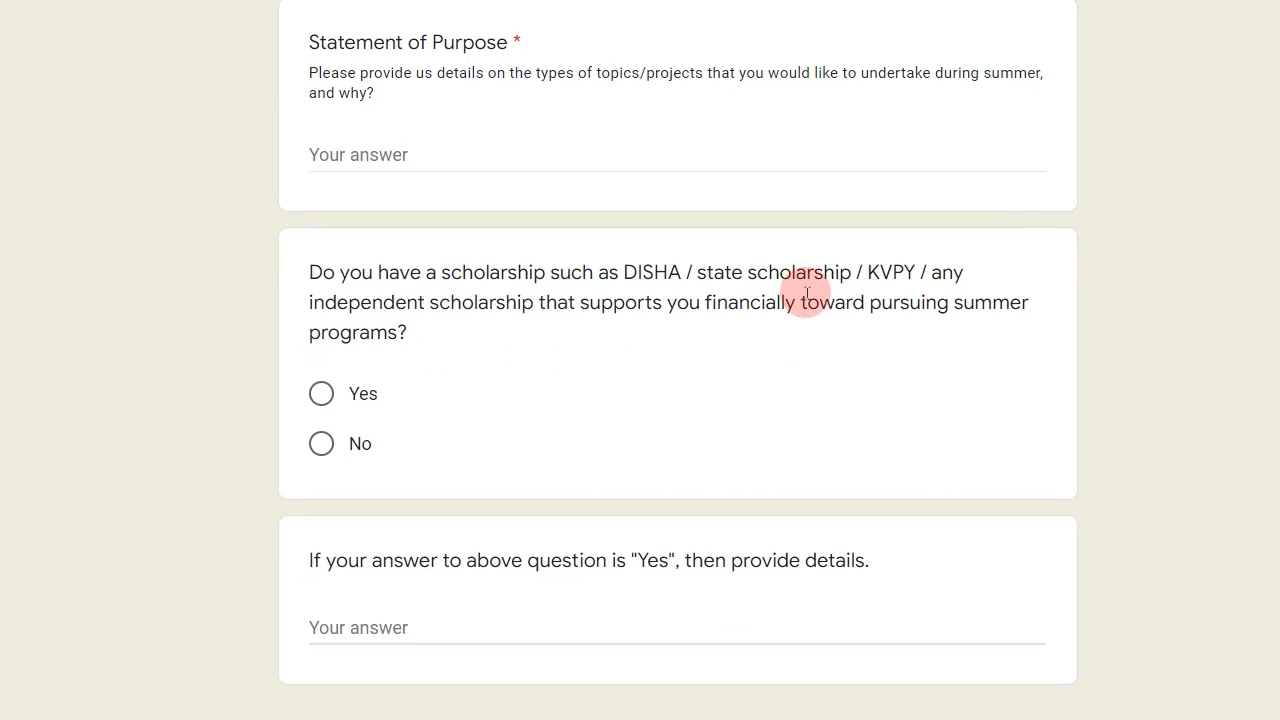 Statement of Purpose *
Please provide us details on the types of topics/projects that you would like to undertake during summer,
and why?
Your answer
Do you have a scholarship such as DISHA / state scholarship / KVPY / any
independent scholarship that supports you financially toward pursuing summer
programs?
Yes
No
If your answer to above question is "Yes", then provide details.
Your answer